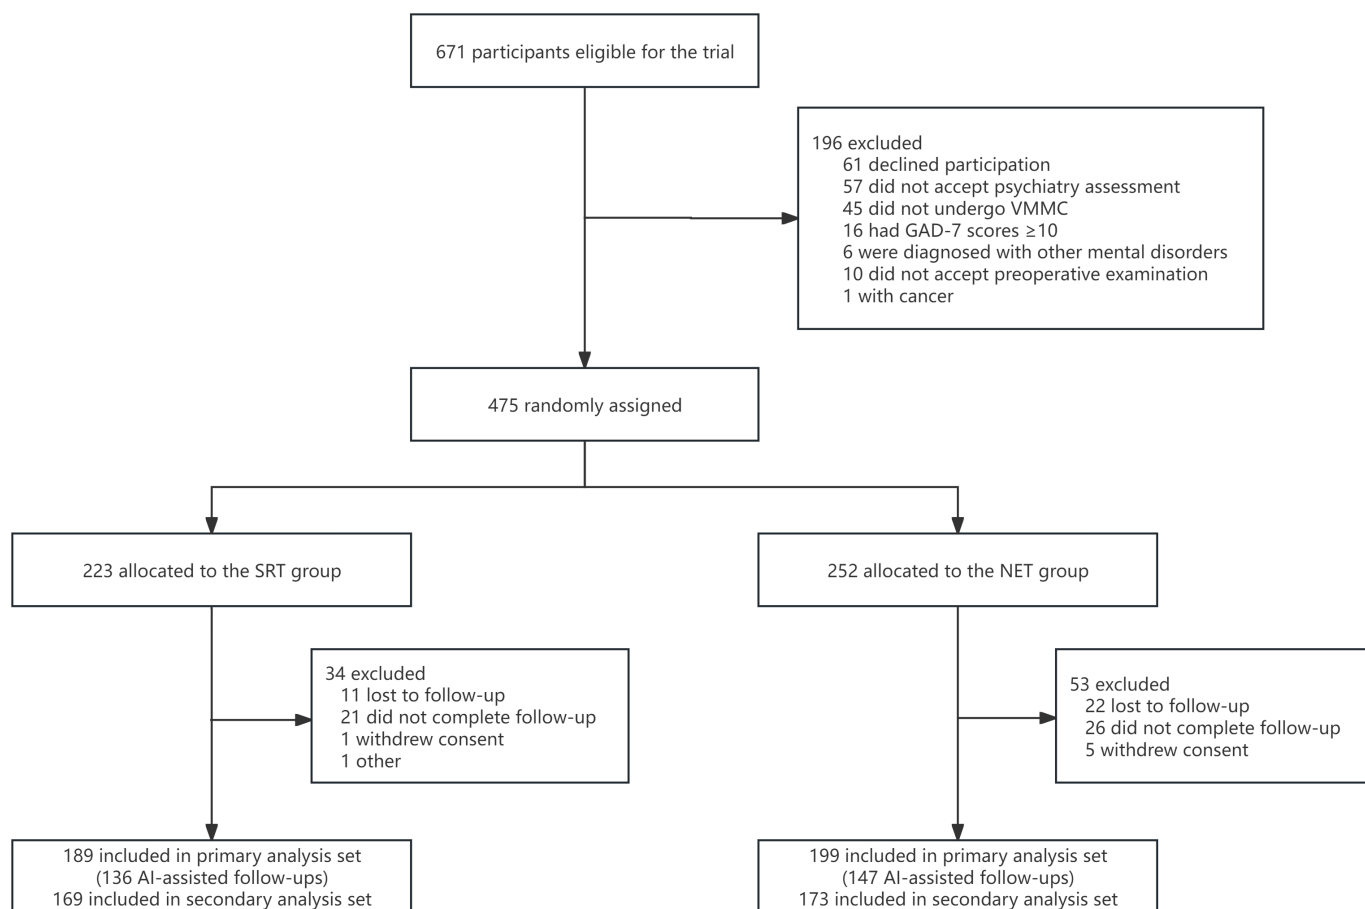 671 participants eligible for the trial
196 excluded
61 declined participation
57 did not accept psychiatry assessment
45 did not undergo VMMC
16 had GAD-7 scores ≥10
6 were diagnosed with other mental disorders
10 did not accept preoperative examination
1 with cancer
475 randomly assigned
223 allocated to the SRT group
252 allocated to the NET group
34 excluded
11 lost to follow-up
21 did not complete follow-up
1 withdrew consent
1 other
53 excluded
22 lost to follow-up
26 did not complete follow-up
5 withdrew consent
189 included in primary analysis set
(136 AI-assisted follow-ups)
169 included in secondary analysis set
199 included in primary analysis set
(147 AI-assisted follow-ups)
173 included in secondary analysis set